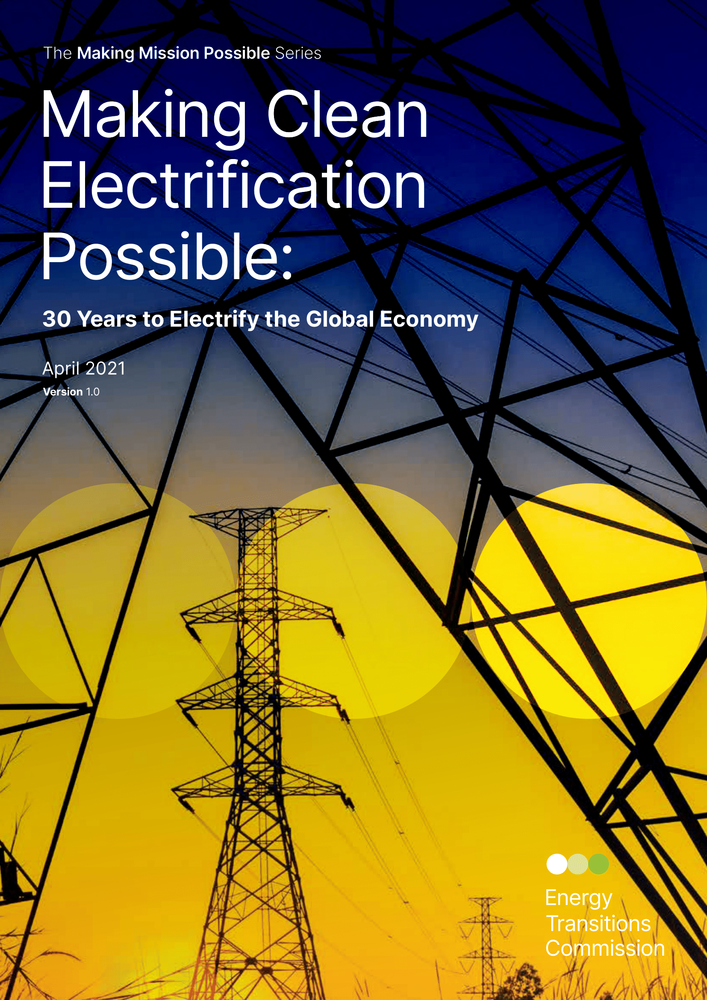 The Making Mission Possible Series
Making Clean
Electrification
Possible:
30 Years to Electrify the Global Economy
April 2021
Version 1.0
Energy
Transitions
Commission